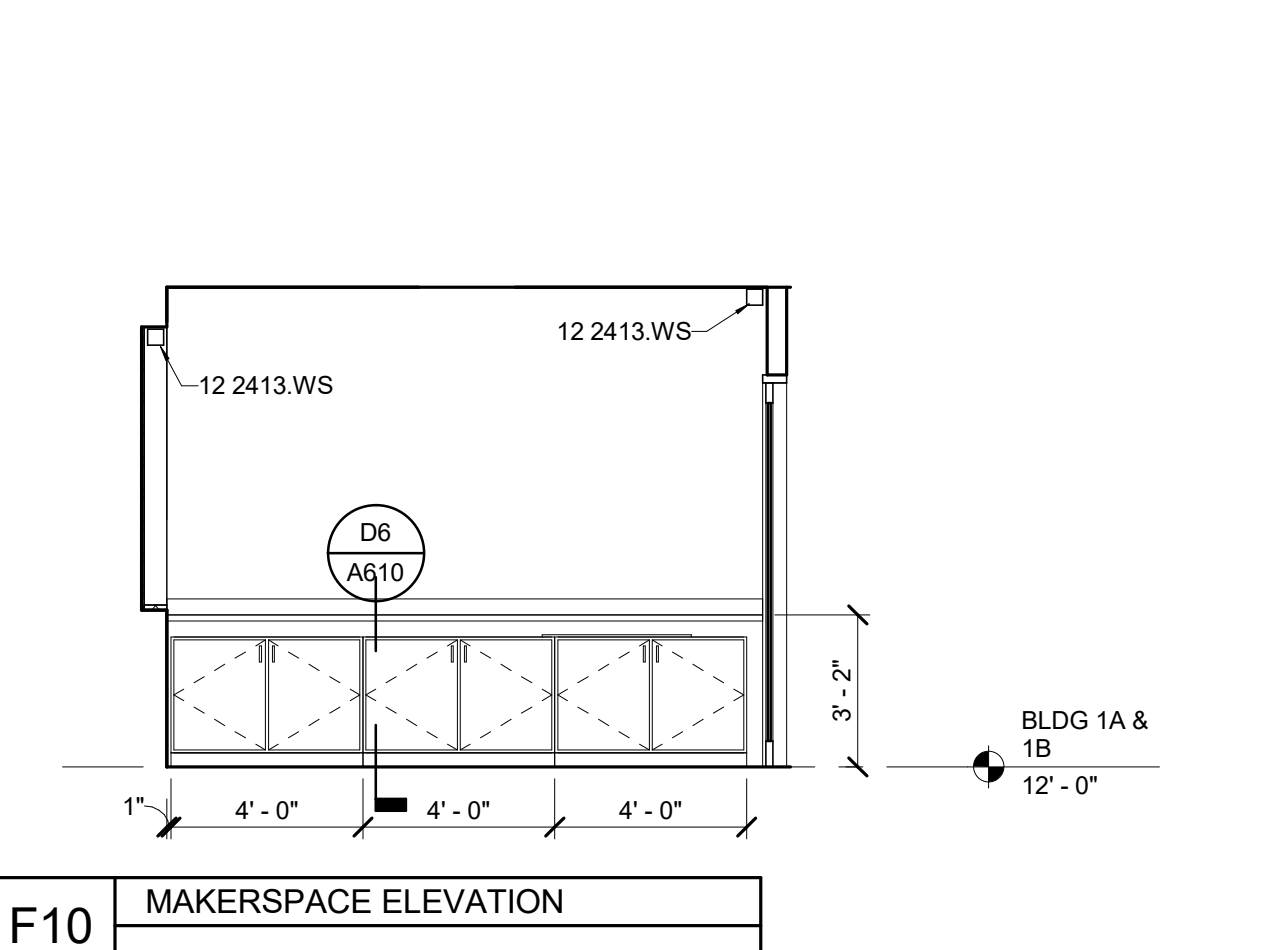 12 2413.WS
12 2413.WS
D6
A610
3' - 2"
BLDG 1A &
1B
12' - 0"
1"
4' - 0"
4' - 0"
4' - 0"
MAKERSPACE ELEVATION
F10